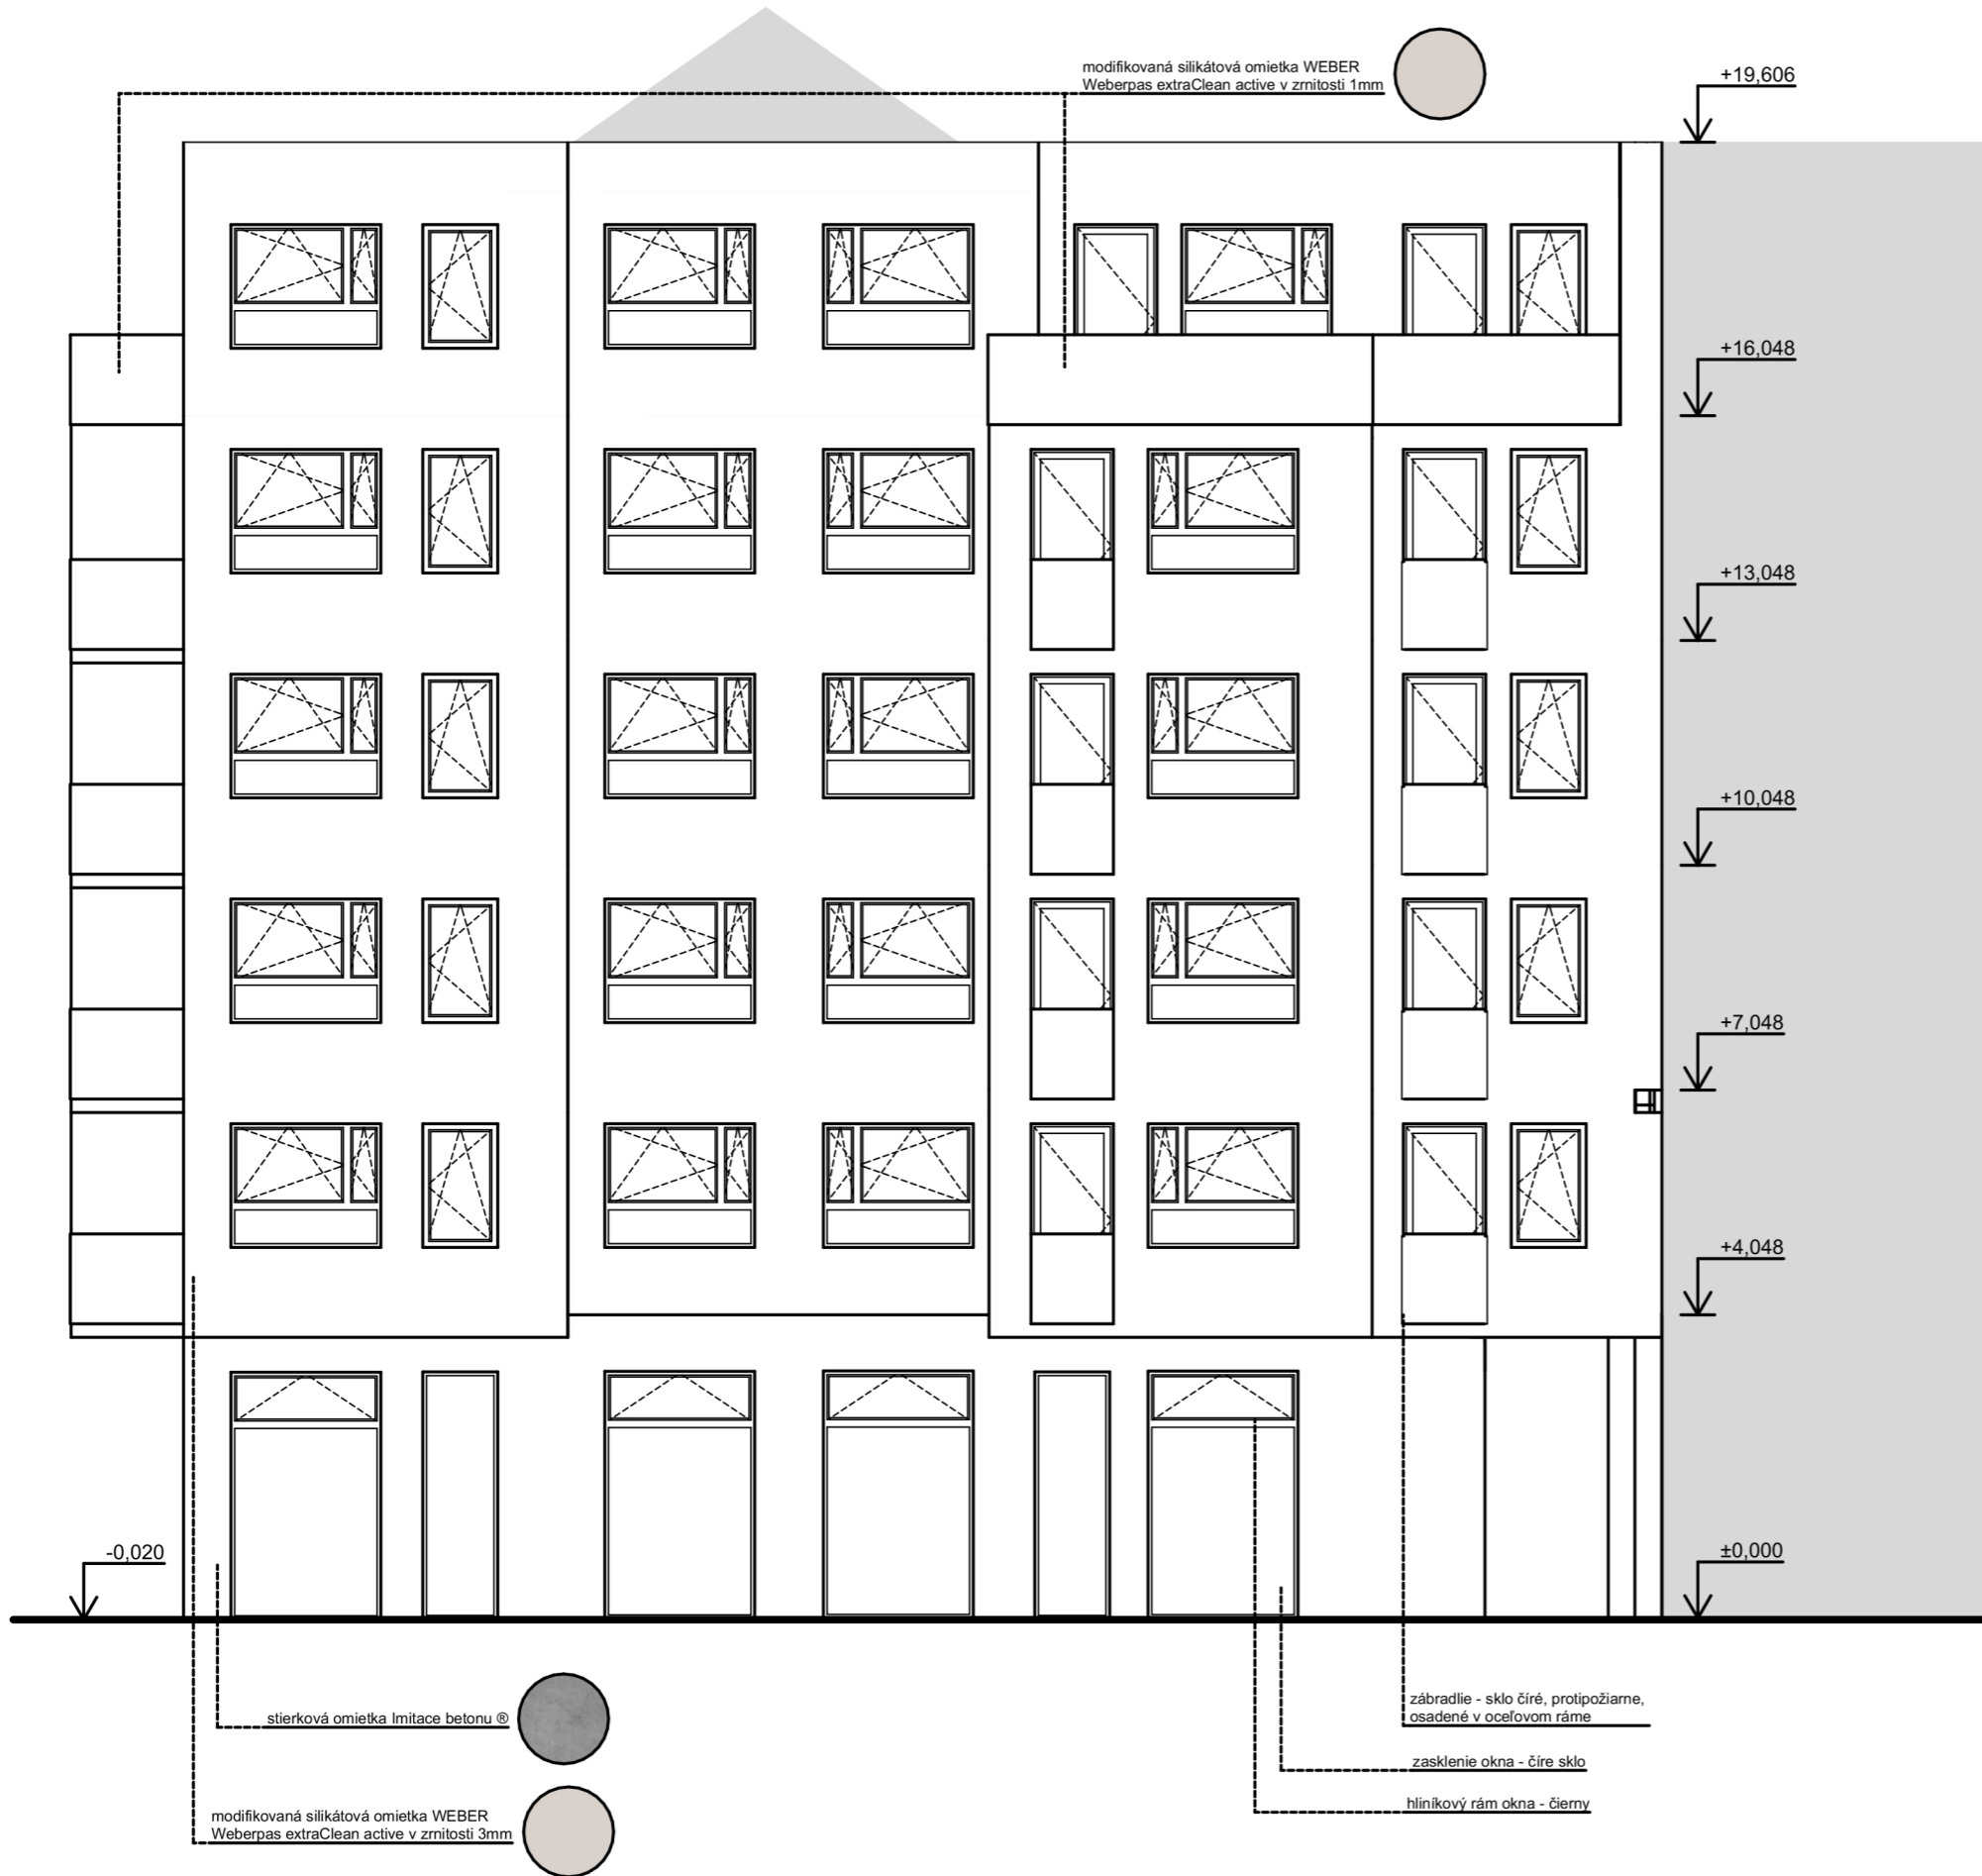 modifikovaná silikátová omietka WEBER
Weberpas extraClean active v zrnitosti 1mm
+19,606
+16,048
+13,048
+10,048
+7,048
+4,048
-0,020
±0,000
stierková omietka Imitace betonu ®
modifikovaná silikátová omietka WEBER
Weberpas extraClean active v zrnitosti 3mm
zábradlie - sklo číré, protipožiarne,
osadené v oceľovom ráme
zasklenie okna - číre sklo
hliníkový rám okna - čierny